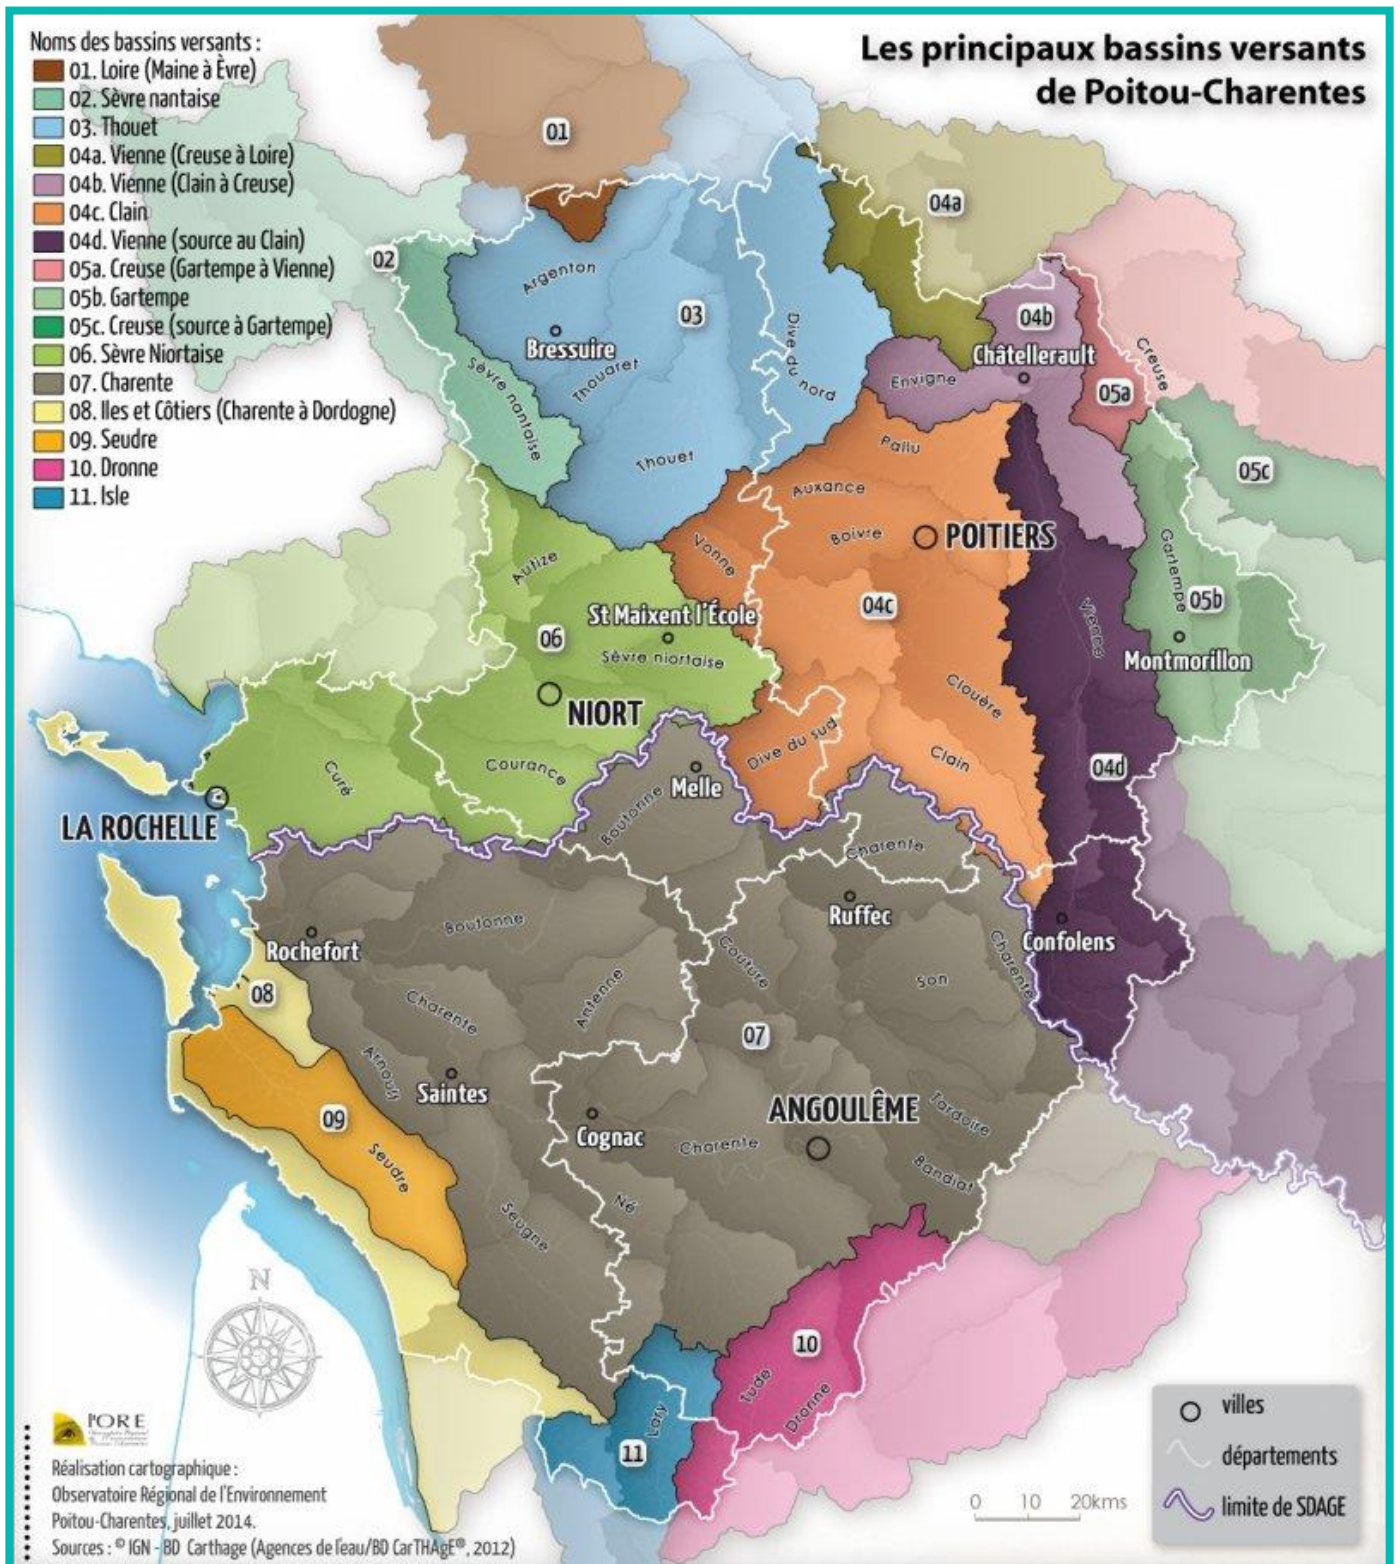 Les principaux bassins versants
de Poitou-Charentes
Noms des bassins versants :
01. Loire (Maine à Èvre)
02. Sèvre nantaise
03. Thouet
04a. Vienne (Creuse à Loire)
04b. Vienne (Clain à Creuse)
04c. Clain
04d. Vienne (source au Clain)
05a. Creuse (Gartempe à Vienne)
05b. Gartempe
05c. Creuse (source à Gartempe)
06. Sèvre Niortaise
07. Charente
08. Iles et Côtiers (Charente à Dordogne)
09. Seudre
10. Dronne
11. Isle
01
04a
02
Argenton
03
04b
Bressuire
Dive du nord
Châtellerault
Creuse
Thouaret
Envigne
05a
Sèvre nantaise
Pallu
Thouet
05c
Auxance
Boivre
POITIERS
Vonne
Autize
Gartempe
05b
04c
St Maixent l'École
Vienne
06
Sèvre niortaise
Montmorillon
Clouère
NIORT
Dive du sud
Clain
04d
Courance
Curé
Melle
Boutonne
LA ROCHELLE
Charente
Ruffec
Boutonne
Rochefort
Couture
Confolens
Charente
Son
08
Charente
Antenne
07
Arnoult
Saintes
09
Cognac
ANGOULÊME
Tardoire
Seudre
Charente
Bandiat
Né
Seugne
N
10
Tude
Dronne
Lary
11
l'ORE
Réalisation cartographique :
Observatoire Régional de l'Environnement
Poitou-Charentes, juillet 2014.
Sources : © IGN - BD Carthage (Agences de l'eau/BD CarTHAgE®, 2012)
0 10 20kms
villes
départements
limite de SDAGE